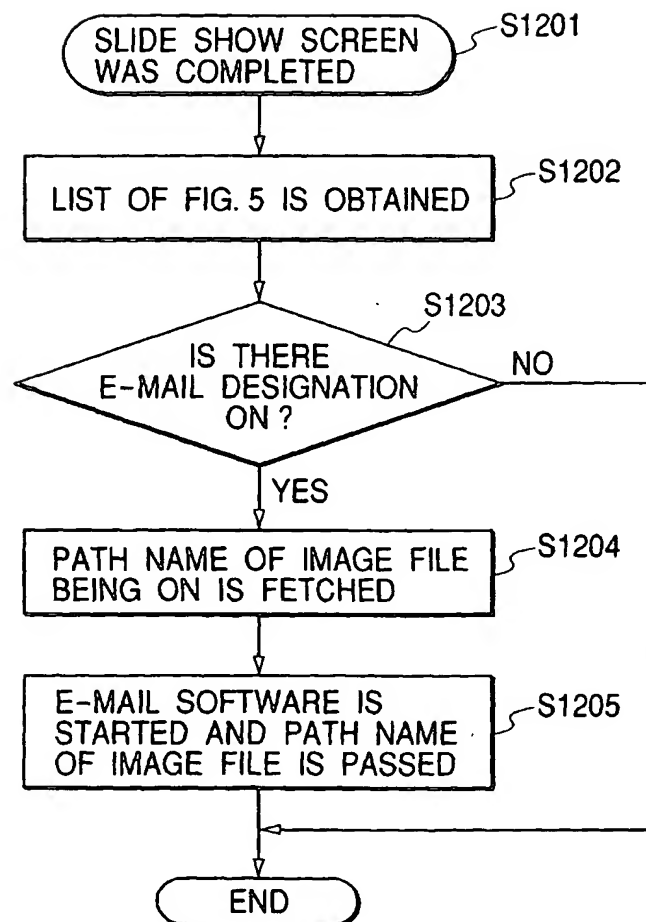 SLIDE SHOW SCREEN
WAS COMPLETED
S1201
LIST OF FIG. 5 IS OBTAINED
S1202
S1203
IS THERE
E-MAIL DESIGNATION
ON ?
NO
YES
PATH NAME OF IMAGE FILE
BEING ON IS FETCHED
S1204
E-MAIL SOFTWARE IS
STARTED AND PATH NAME
OF IMAGE FILE IS PASSED
S1205
END